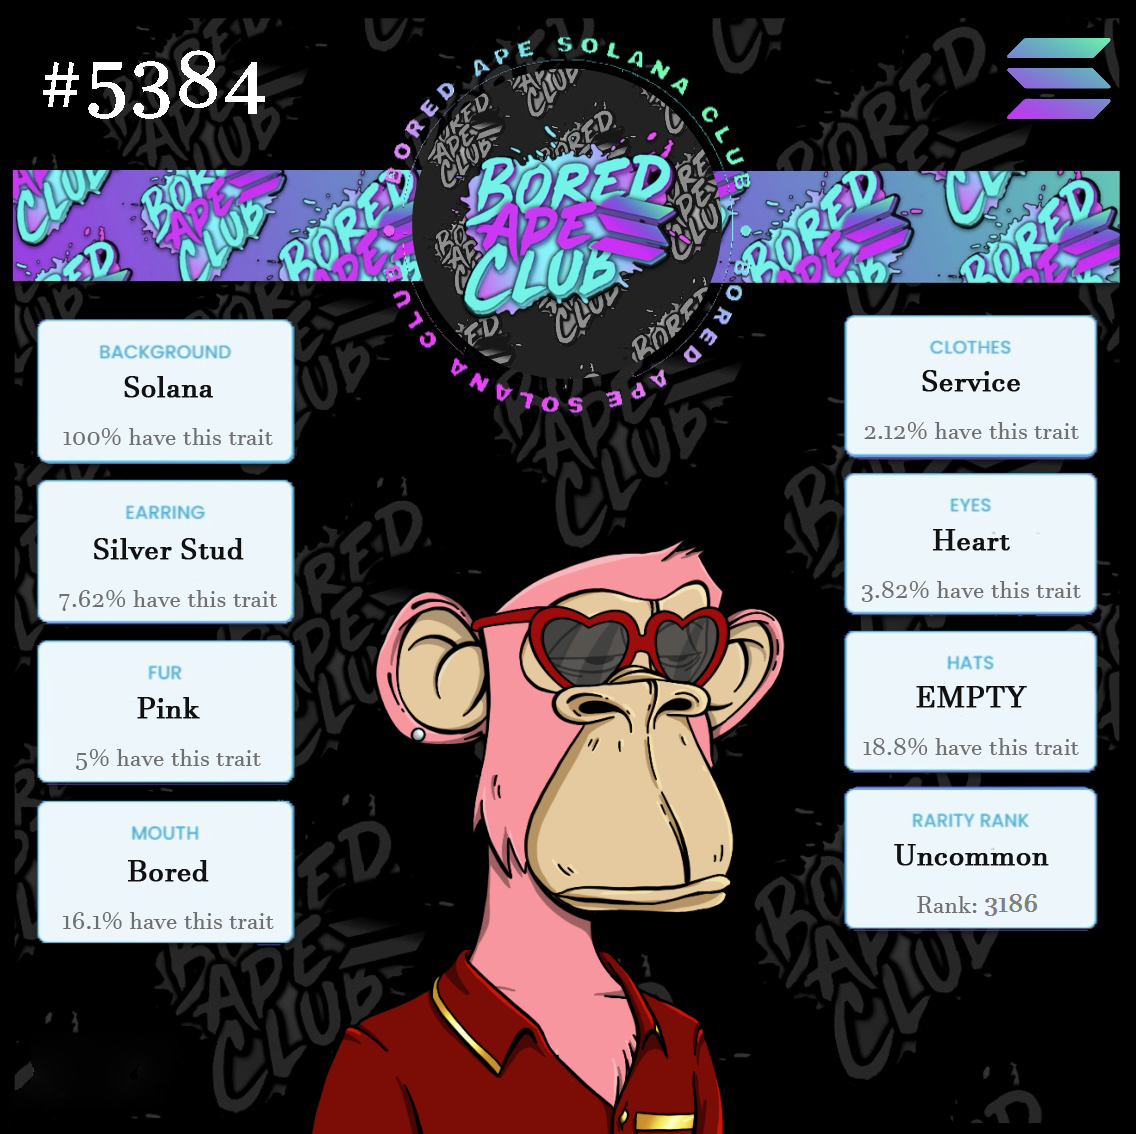 #5384
BORED APE SOLANA CLUB
BORED APE SOLANA CLUB
BORED
APE
CLUB
BACKGROUND
Solana
100% have this trait
EARRING
Silver Stud
7.62% have this trait
FUR
Pink
5% have this trait
MOUTH
Bored
16.1% have this trait
CLOTHES
Service
2.12% have this trait
EYES
Heart
3.82% have this trait
HATS
EMPTY
18.8% have this trait
RARITY RANK
Uncommon
Rank: 3186